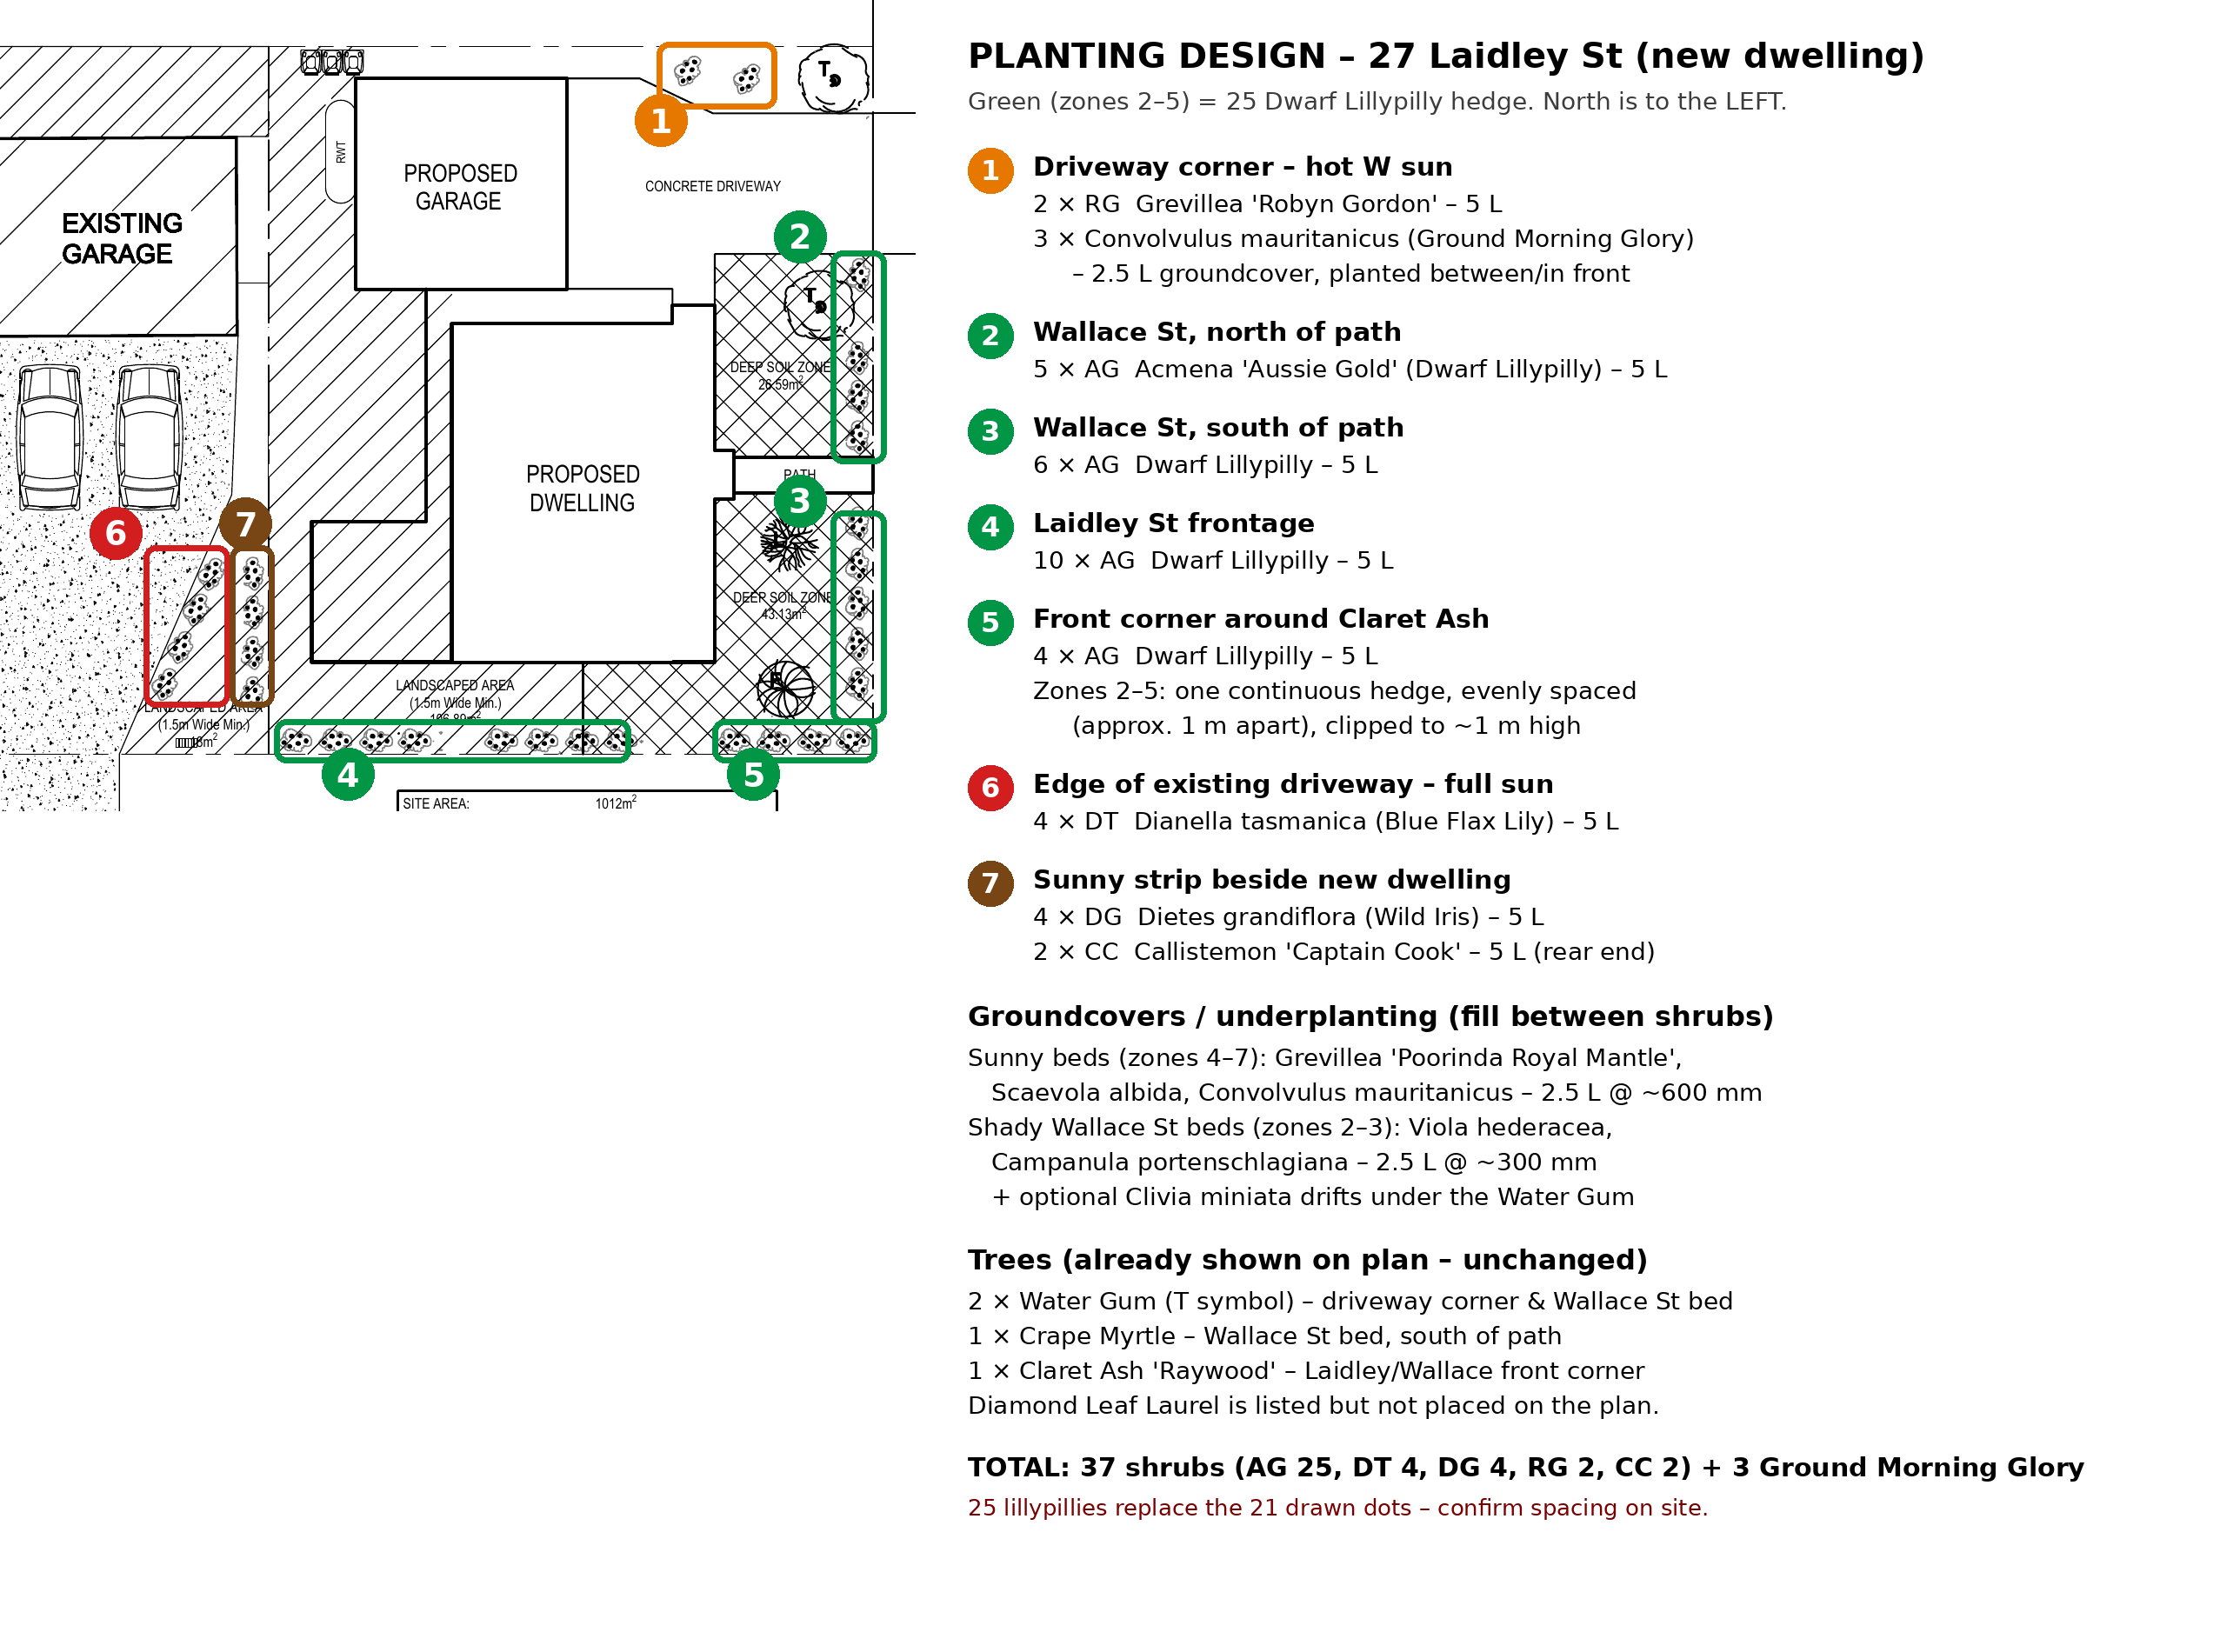 RWT
PROPOSED
GARAGE
CONCRETE DRIVEWAY
EXISTING
GARAGE
1
T
2
T
DEEP SOIL ZONE
26.59m²
PATH
3
PROPOSED
DWELLING
6
7
DEEP SOIL ZONE
43.13m²
LANDSCAPED AREA
(1.5m Wide Min.)
LANDSCAPED AREA
(1.5m Wide Min.)
4
5
SITE AREA: 1012m²
PLANTING DESIGN – 27 Laidley St (new dwelling)
Green (zones 2–5) = 25 Dwarf Lillypilly hedge. North is to the LEFT.
1 Driveway corner – hot W sun
2 × RG Grevillea 'Robyn Gordon' – 5 L
3 × Convolvulus mauritanicus (Ground Morning Glory)
– 2.5 L groundcover, planted between/in front
2 Wallace St, north of path
5 × AG Acmena 'Aussie Gold' (Dwarf Lillypilly) – 5 L
3 Wallace St, south of path
6 × AG Dwarf Lillypilly – 5 L
4 Laidley St frontage
10 × AG Dwarf Lillypilly – 5 L
5 Front corner around Claret Ash
4 × AG Dwarf Lillypilly – 5 L
Zones 2–5: one continuous hedge, evenly spaced
(approx. 1 m apart), clipped to ~1 m high
6 Edge of existing driveway – full sun
4 × DT Dianella tasmanica (Blue Flax Lily) – 5 L
7 Sunny strip beside new dwelling
4 × DG Dietes grandiflora (Wild Iris) – 5 L
2 × CC Callistemon 'Captain Cook' – 5 L (rear end)
Groundcovers / underplanting (fill between shrubs)
Sunny beds (zones 4–7): Grevillea 'Poorinda Royal Mantle',
Scaevola albida, Convolvulus mauritanicus – 2.5 L @ ~600 mm
Shady Wallace St beds (zones 2–3): Viola hederacea,
Campanula portenschlagiana – 2.5 L @ ~300 mm
+ optional Clivia miniata drifts under the Water Gum
Trees (already shown on plan – unchanged)
2 × Water Gum (T symbol) – driveway corner & Wallace St bed
1 × Crape Myrtle – Wallace St bed, south of path
1 × Claret Ash 'Raywood' – Laidley/Wallace front corner
Diamond Leaf Laurel is listed but not placed on the plan.
TOTAL: 37 shrubs (AG 25, DT 4, DG 4, RG 2, CC 2) + 3 Ground Morning Glory
25 lillypillies replace the 21 drawn dots – confirm spacing on site.